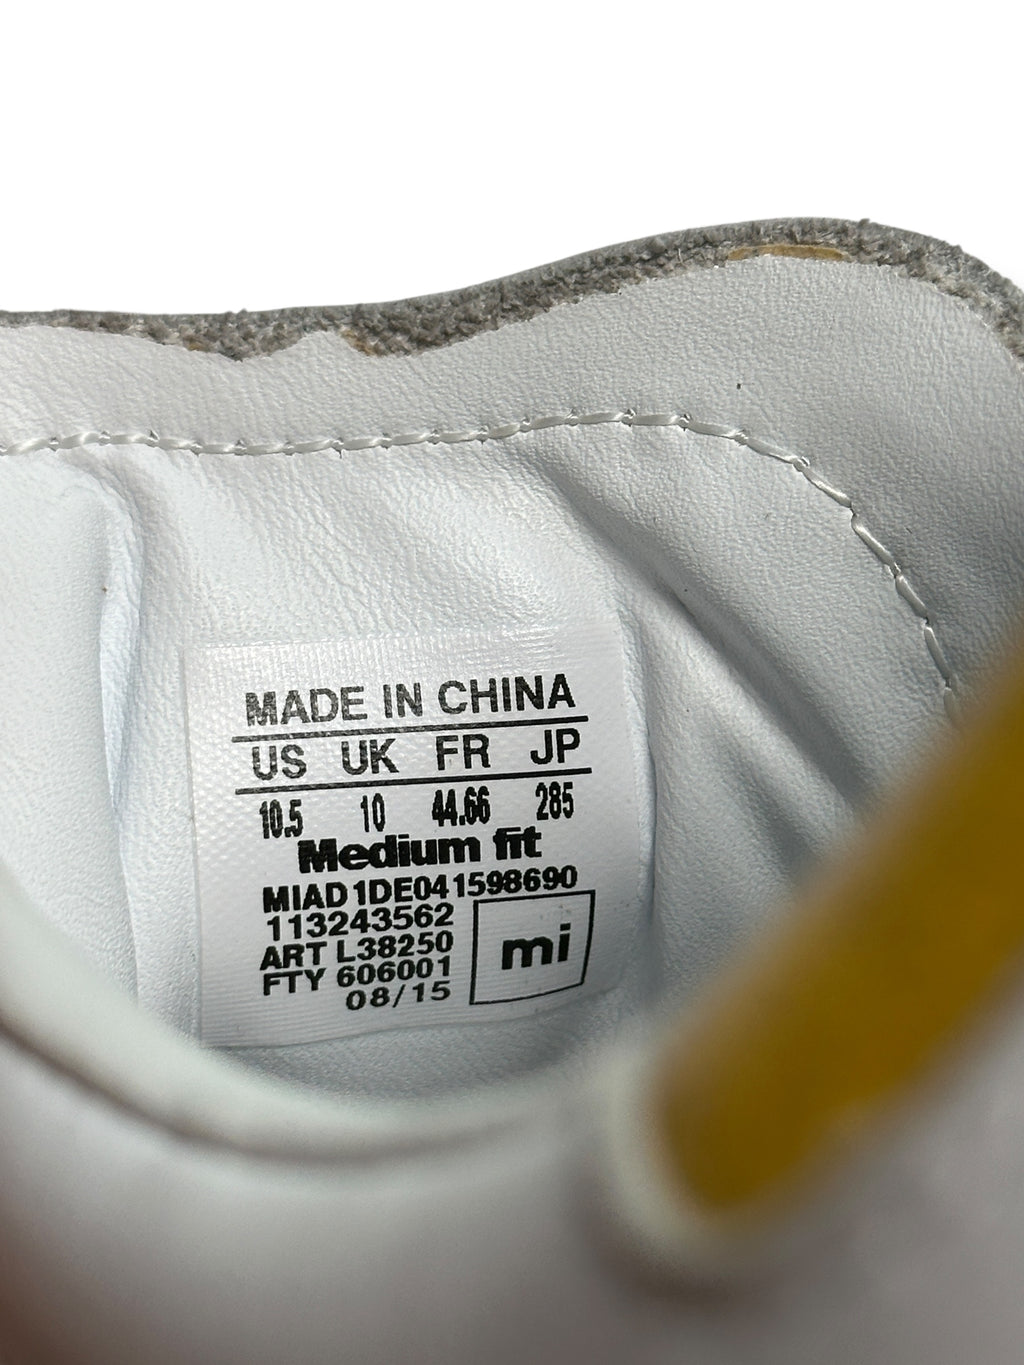 MADE IN CHINA
US UK FR JP
10.5 10 44.66 285
Medium fit
MIAD1DE041598690
113243562
ART L38250
FTY 606001
08/15
mi